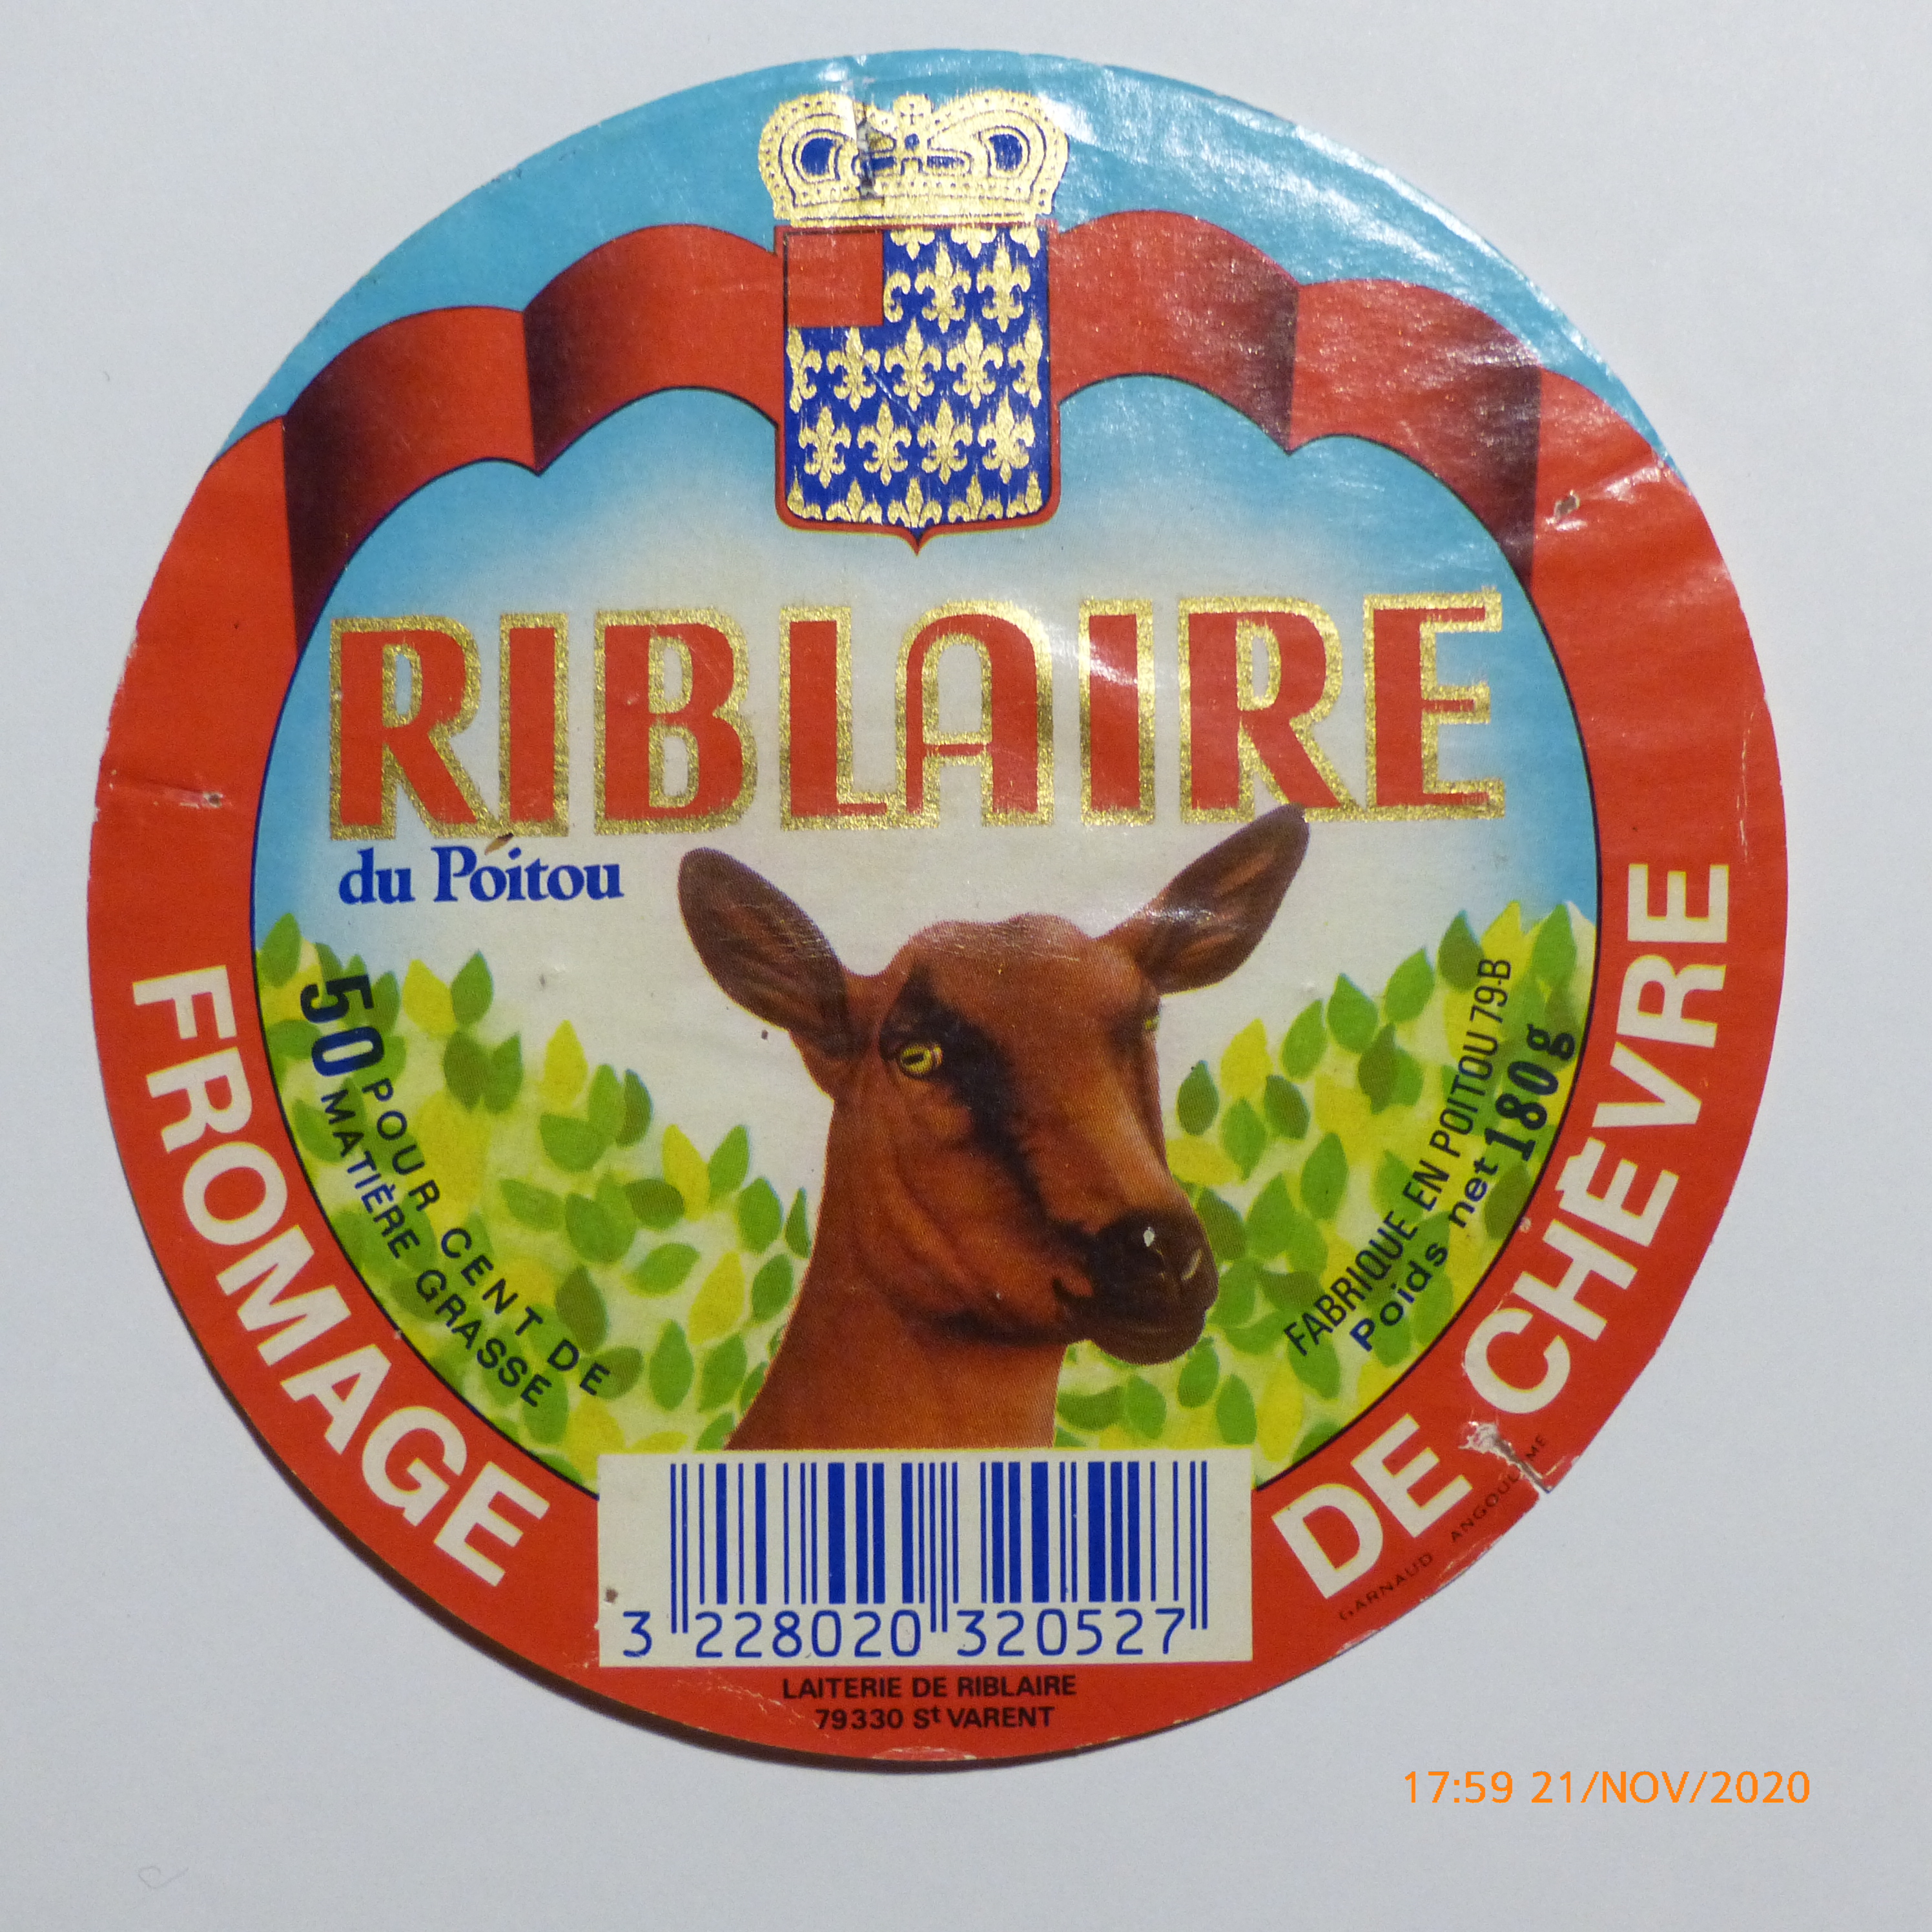 RIBLAIRE
du Poitou
50 POUR CENT DE
MATIÈRE GRASSE
FABRIQUE EN POITOU 79-B
Poids net 180g
FROMAGE DE CHÈVRE
GARNAUD ANGOULEME
3 228020 320527
LAITERIE DE RIBLAIRE
79330 St VARENT
17:59 21/NOV/2020